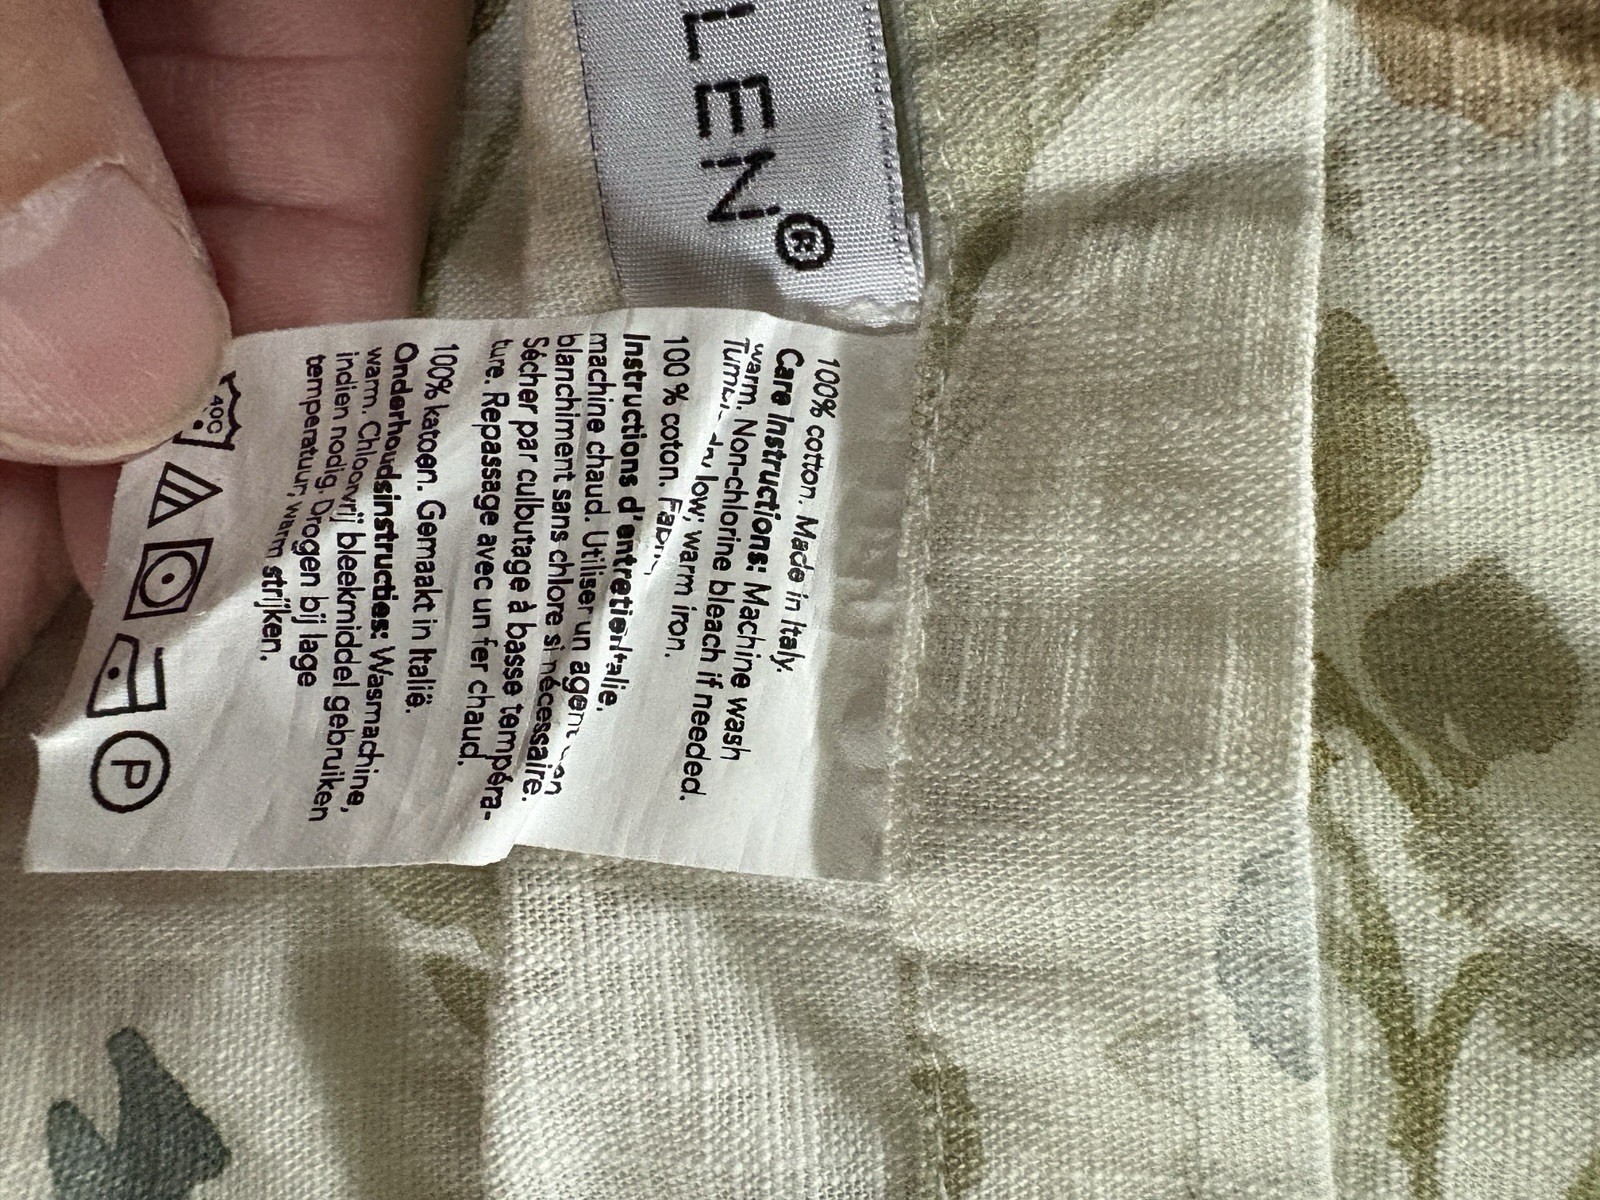 LEN®
100% cotton. Made in Italy.
Care Instructions: Machine wash
warm. Non-chlorine bleach if needed.
low; warm iron.
100 % coton.
Instructions d'entretien:
machine chaud. Utiliser un agent
blanchiment sans chlore si nécessaire.
Sécher par culbutage à basse tempéra-
ture. Repassage avec un fer chaud.
100% katoen. Gemaakt in Italië.
Onderhoudsinstructies: Wasmachine,
warm. Chloorvrij bleekmiddel gebruiken
indien nodig. Drogen bij lage
temperatuur; warm strijken.
40C
P